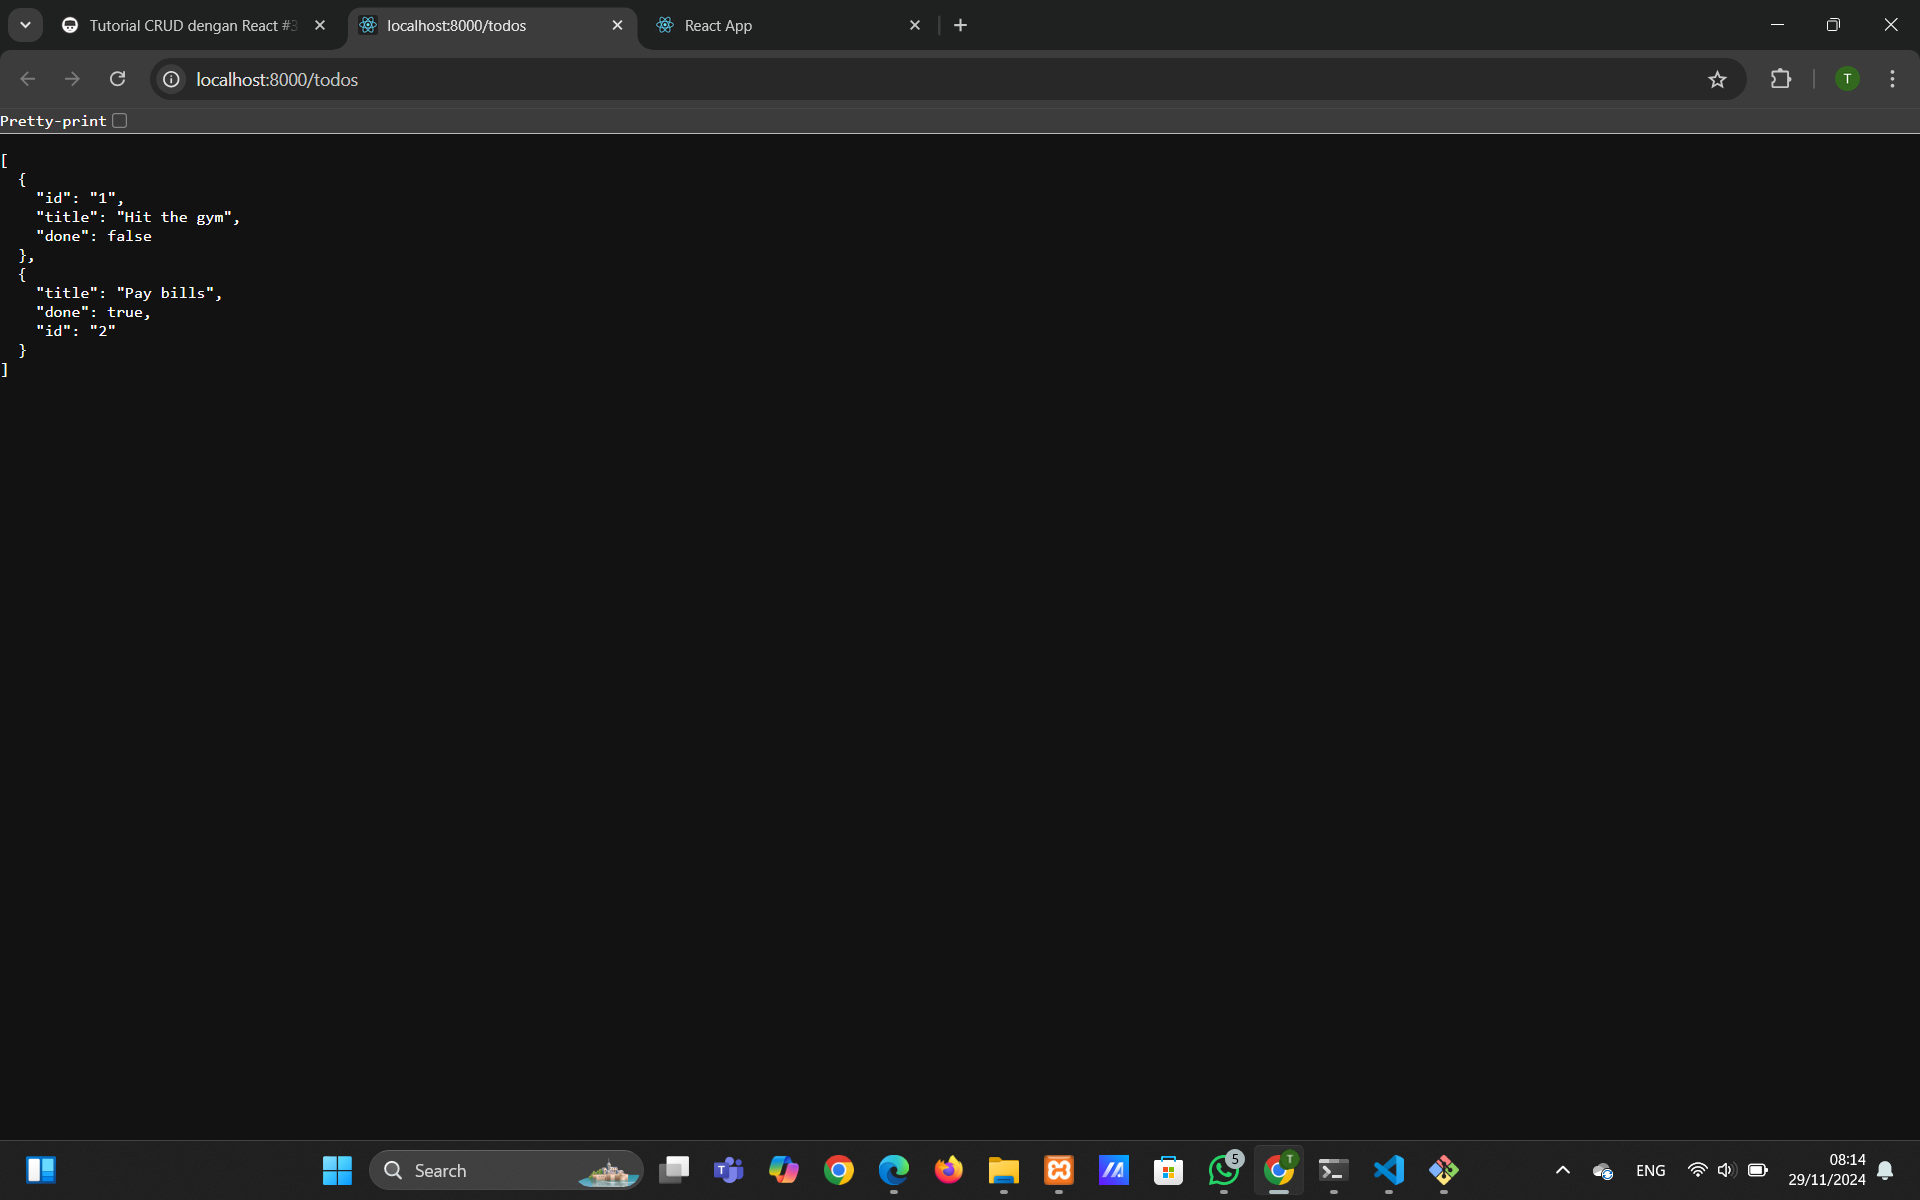 Tutorial CRUD dengan React #3
localhost:8000/todos
React App
localhost:8000/todos
T
Pretty-print
[
  {
    "id": "1",
    "title": "Hit the gym",
    "done": false
  },
  {
    "title": "Pay bills",
    "done": true,
    "id": "2"
  }
]
Search
T
5
T
ENG
08:14
29/11/2024